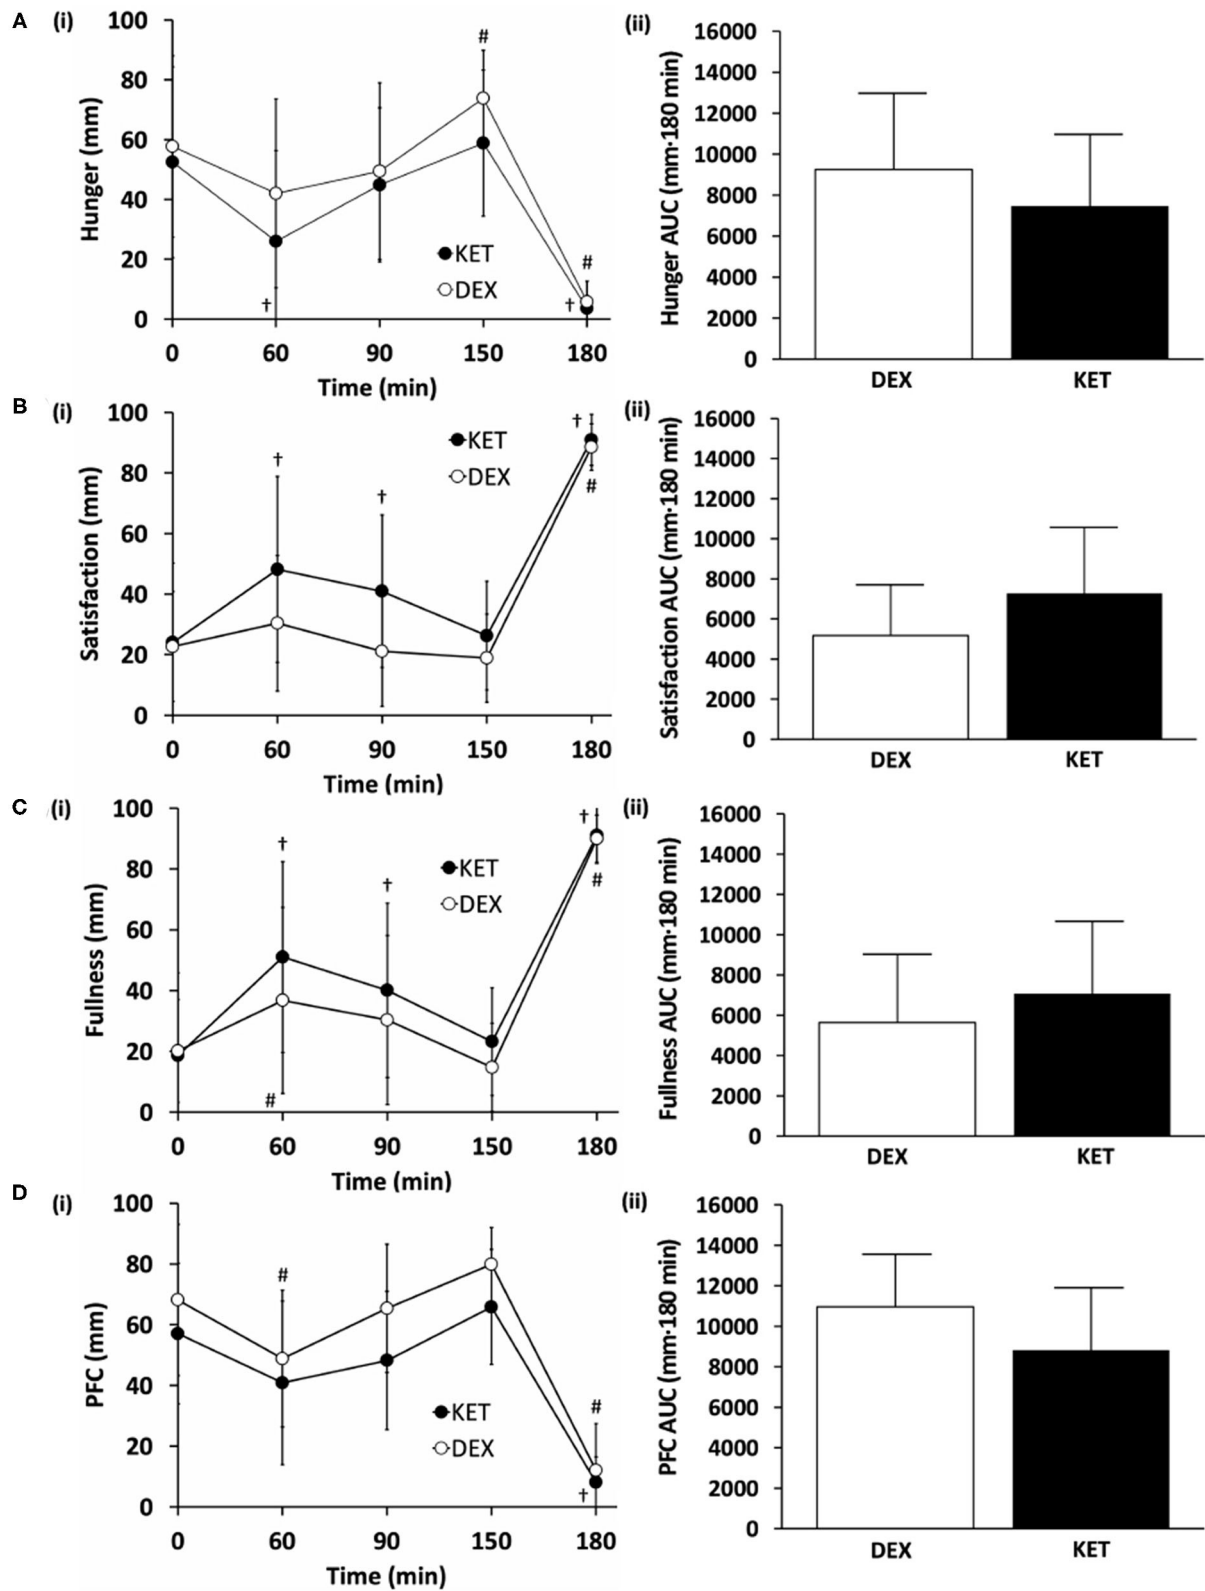 A (i)
100
80
60
40
20
0
Hunger (mm)
#
#
†
†
KET
DEX
0 60 90 150 180
Time (min)
(ii)
16000
14000
12000
10000
8000
6000
4000
2000
0
Hunger AUC (mm·180 min)
DEX KET
B (i)
100
80
60
40
20
0
Satisfaction (mm)
†
†
†
#
KET
DEX
0 60 90 150 180
Time (min)
(ii)
16000
14000
12000
10000
8000
6000
4000
2000
0
Satisfaction AUC (mm·180 min)
DEX KET
C (i)
100
80
60
40
20
0
Fullness (mm)
†
†
†
#
#
KET
DEX
0 60 90 150 180
Time (min)
(ii)
16000
14000
12000
10000
8000
6000
4000
2000
0
Fullness AUC (mm·180 min)
DEX KET
D (i)
100
80
60
40
20
0
PFC (mm)
#
#
†
KET
DEX
0 60 90 150 180
Time (min)
(ii)
16000
14000
12000
10000
8000
6000
4000
2000
0
PFC AUC (mm·180 min)
DEX KET